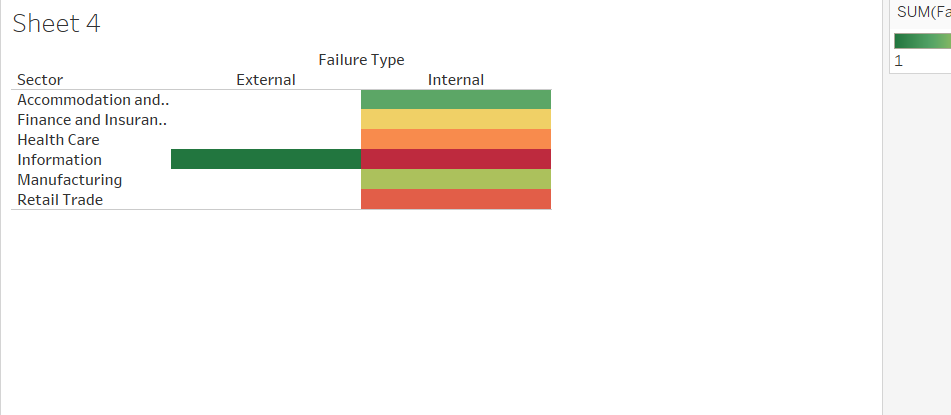 Sheet 4
SUM(Fa
1
Failure Type
Sector External Internal
Accommodation and..
Finance and Insuran..
Health Care
Information
Manufacturing
Retail Trade